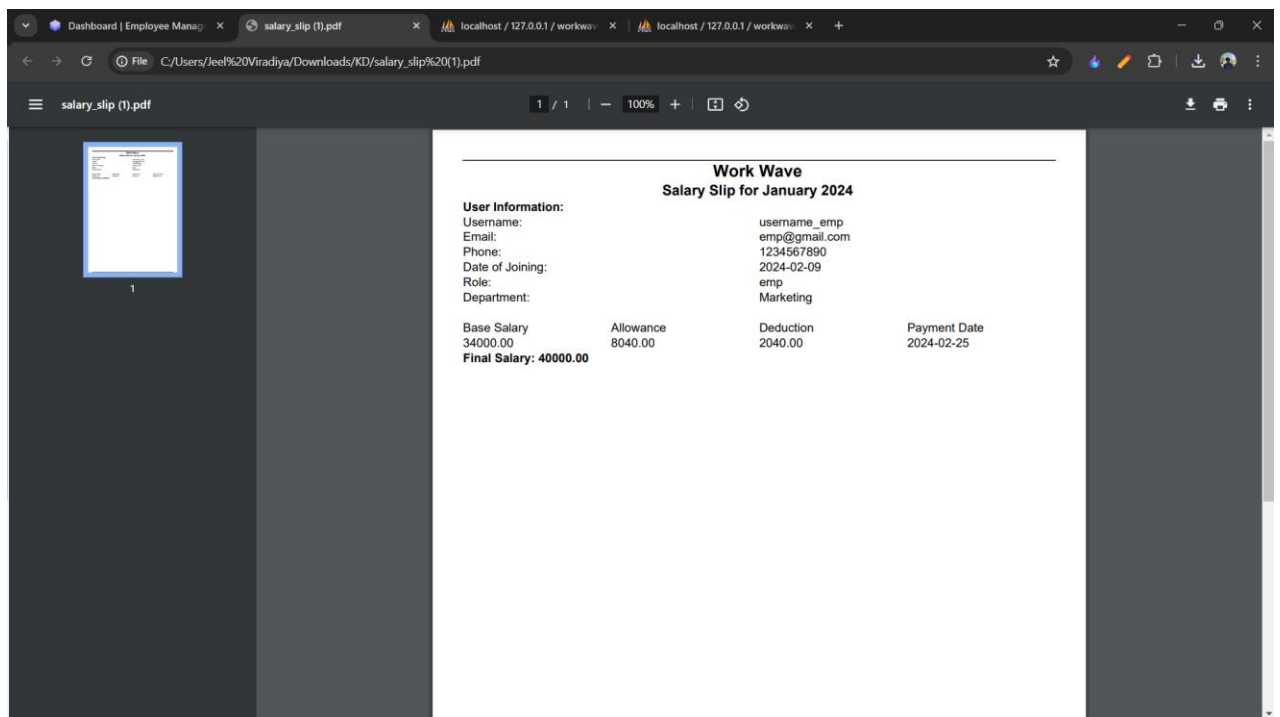 Dashboard | Employee Manag
salary_slip (1).pdf
localhost / 127.0.0.1 / workwav
localhost / 127.0.0.1 / workwav
File C:/Users/Jeel%20Viradiya/Downloads/KD/salary_slip%20(1).pdf
salary_slip (1).pdf
1 / 1
100%
1
Work Wave
Salary Slip for January 2024
User Information:
Username: username_emp
Email: emp@gmail.com
Phone: 1234567890
Date of Joining: 2024-02-09
Role: emp
Department: Marketing
Base Salary Allowance Deduction Payment Date
34000.00 8040.00 2040.00 2024-02-25
Final Salary: 40000.00